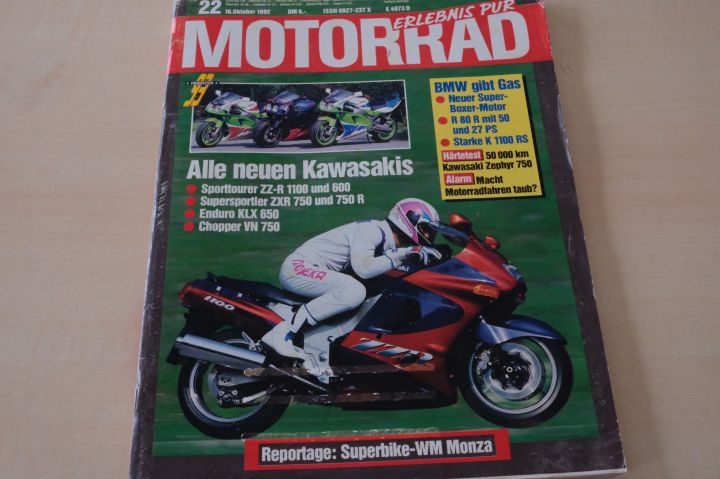 22
16. Oktober 1992 DM 6,- ISSN 0027-237 X E 4973 D
ERLEBNIS PUR
MOTORRAD
93
Alle neuen Kawasakis
Sporttourer ZZ-R 1100 und 600
Supersportler ZXR 750 und 750 R
Enduro KLX 650
Chopper VN 750
BMW gibt Gas
Neuer Super-
Boxer-Motor
R 80 R mit 50
und 27 PS
Starke K 1100 RS
Härtetest 50 000 km
Kawasaki Zephyr 750
Alarm Macht
Motorradfahren taub?
1100
ZZR
Reportage: Superbike-WM Monza